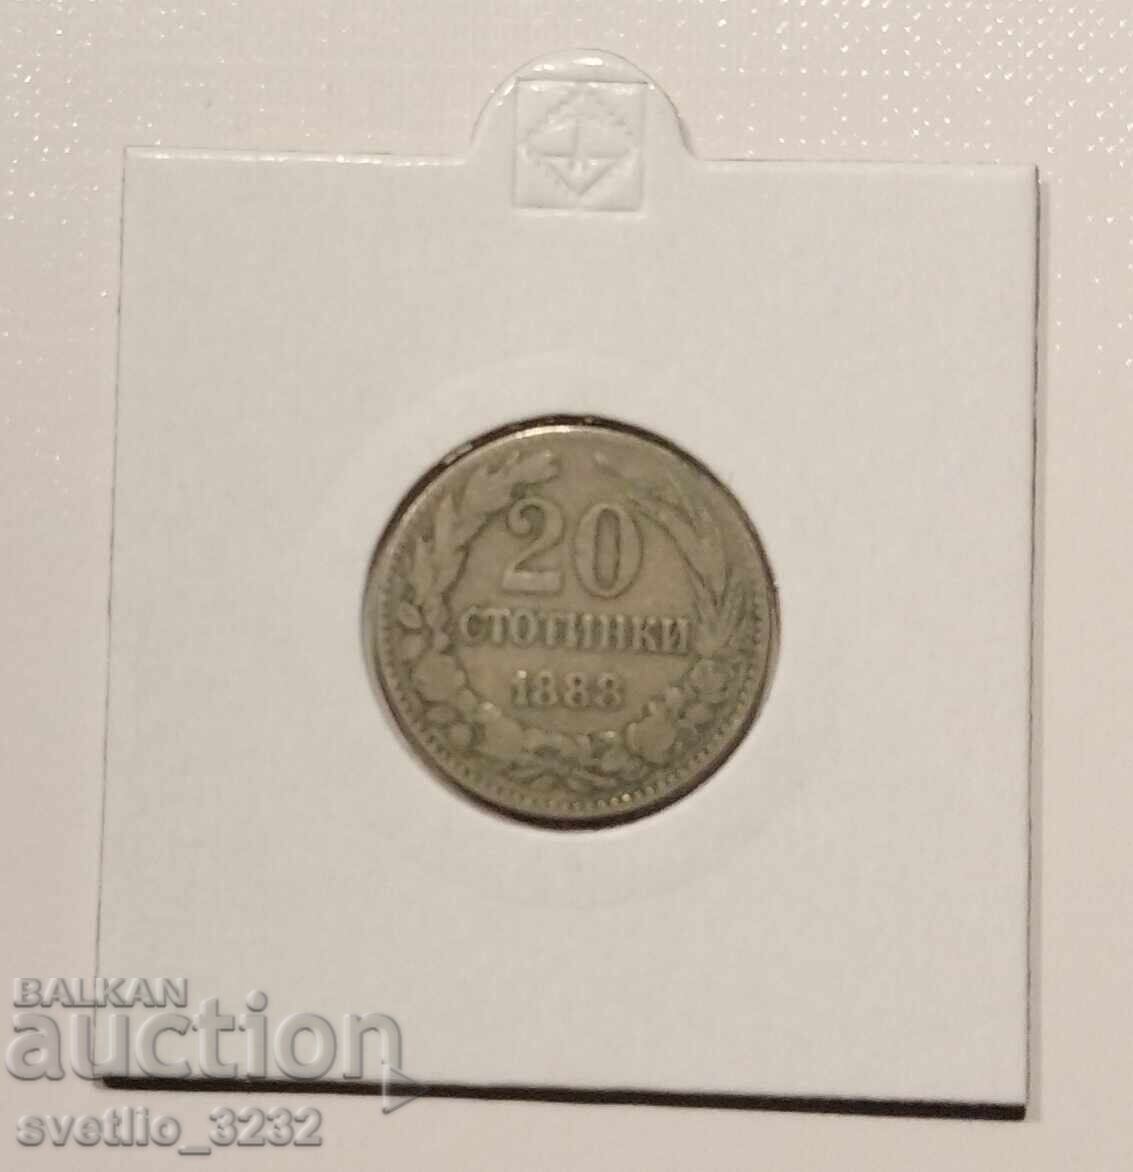 20
СТОТИНКИ
1888
BALKAN
auction
svetlio_3232